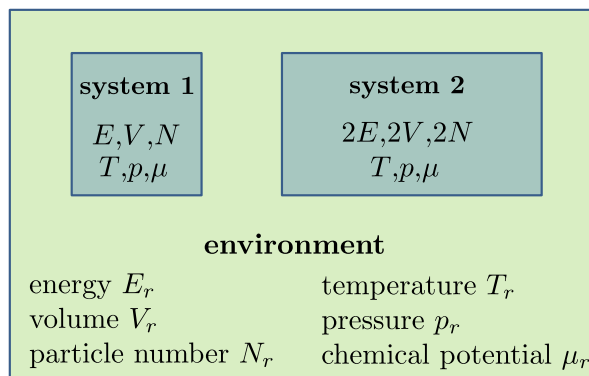 system 1
E,V,N
T,p,μ
system 2
2E,2V,2N
T,p,μ
environment
energy E_r
volume V_r
particle number N_r
temperature T_r
pressure p_r
chemical potential μ_r